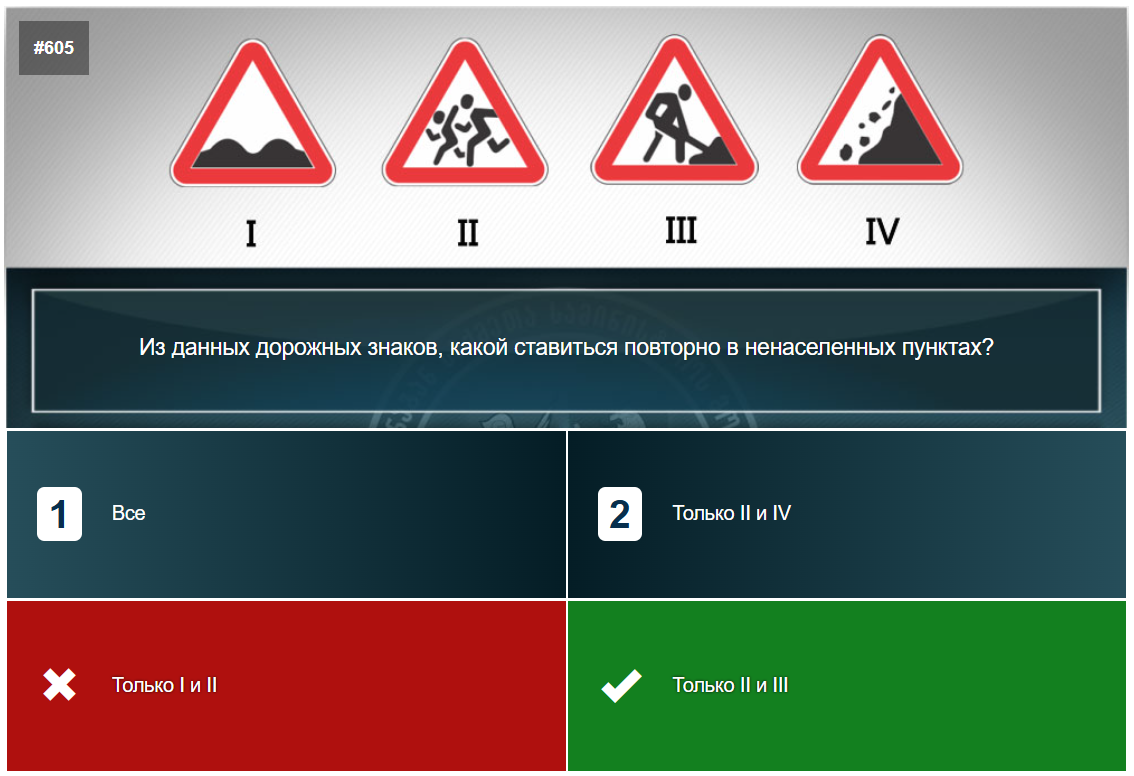 #605
I
II
III
IV
Из данных дорожных знаков, какой ставиться повторно в ненаселенных пунктах?
1 Все
2 Только II и IV
Только I и II
Только II и III